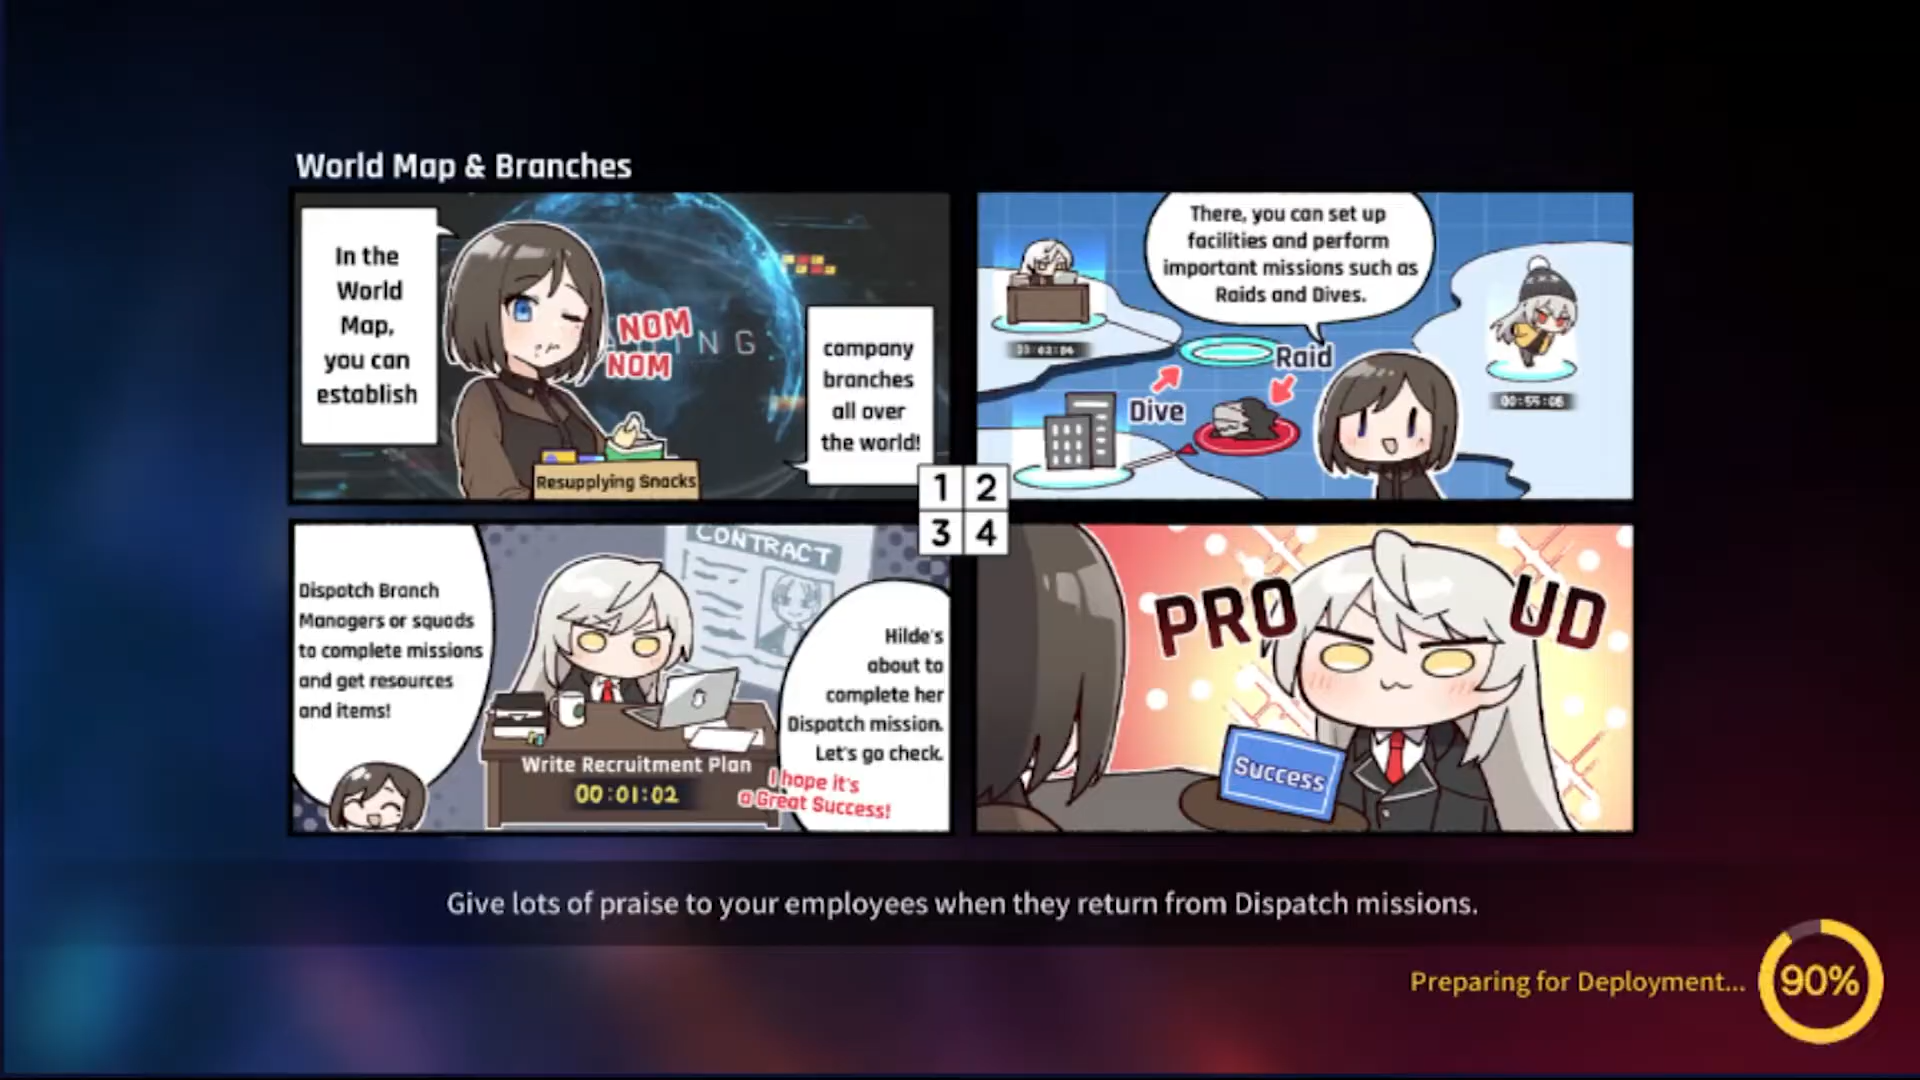 World Map & Branches
In the
World
Map,
you can
establish
NOM
NOM
company
branches
all over
the world!
Resupplying Snacks
There, you can set up
facilities and perform
important missions such as
Raids and Dives.
Raid
Dive
00:55:08
1 2
3 4
Dispatch Branch
Managers or squads
to complete missions
and get resources
and items!
CONTRACT
Hilde's
about to
complete her
Dispatch mission.
Let's go check.
Write Recruitment Plan
00:01:02
I hope it's
a Great Success!
PROUD
Success
Give lots of praise to your employees when they return from Dispatch missions.
Preparing for Deployment...
90%